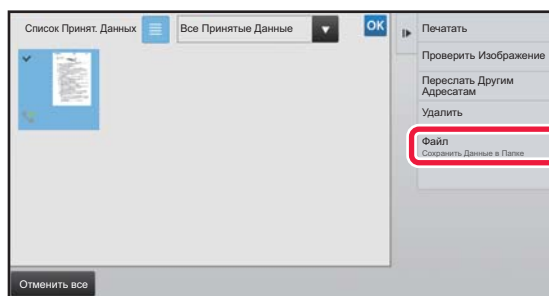 Список Принят. Данных
Все Принятые Данные
OK
Печатать
Проверить Изображение
Переслать Другим
Адресатам
Удалить
Файл
Сохранить Данные в Папке
Отменить все